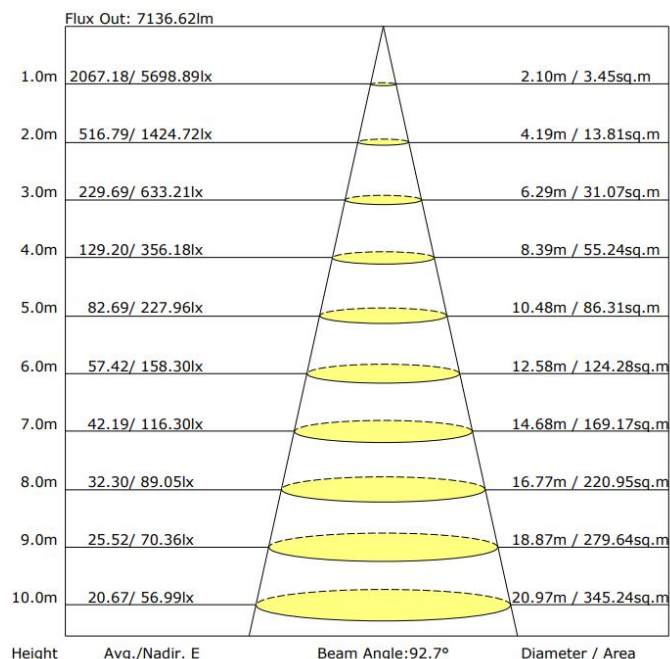 Flux Out: 7136.62lm
1.0m 2067.18/ 5698.89lx 2.10m / 3.45sq.m
2.0m 516.79/ 1424.72lx 4.19m / 13.81sq.m
3.0m 229.69/ 633.21lx 6.29m / 31.07sq.m
4.0m 129.20/ 356.18lx 8.39m / 55.24sq.m
5.0m 82.69/ 227.96lx 10.48m / 86.31sq.m
6.0m 57.42/ 158.30lx 12.58m / 124.28sq.m
7.0m 42.19/ 116.30lx 14.68m / 169.17sq.m
8.0m 32.30/ 89.05lx 16.77m / 220.95sq.m
9.0m 25.52/ 70.36lx 18.87m / 279.64sq.m
10.0m 20.67/ 56.99lx 20.97m / 345.24sq.m
Height Avg./Nadir. E Beam Angle:92.7° Diameter / Area